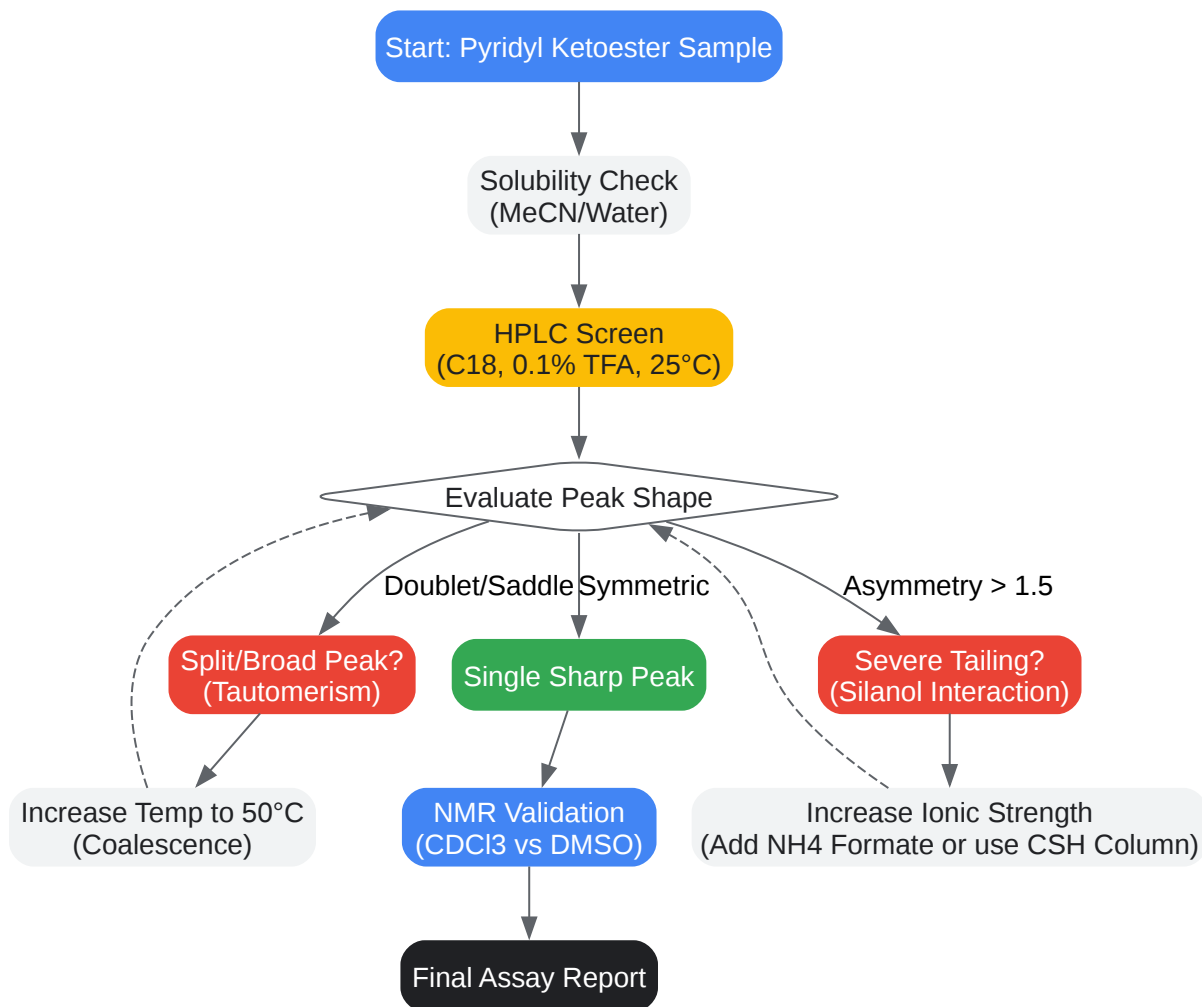 Start: Pyridyl Ketoester Sample
Solubility Check
(MeCN/Water)
HPLC Screen
(C18, 0.1% TFA, 25°C)
Evaluate Peak Shape
Doublet/Saddle
Symmetric
Asymmetry > 1.5
Split/Broad Peak?
(Tautomerism)
Single Sharp Peak
Severe Tailing?
(Silanol Interaction)
Increase Temp to 50°C
(Coalescence)
NMR Validation
(CDCl3 vs DMSO)
Increase Ionic Strength
(Add NH4 Formate or use CSH Column)
Final Assay Report